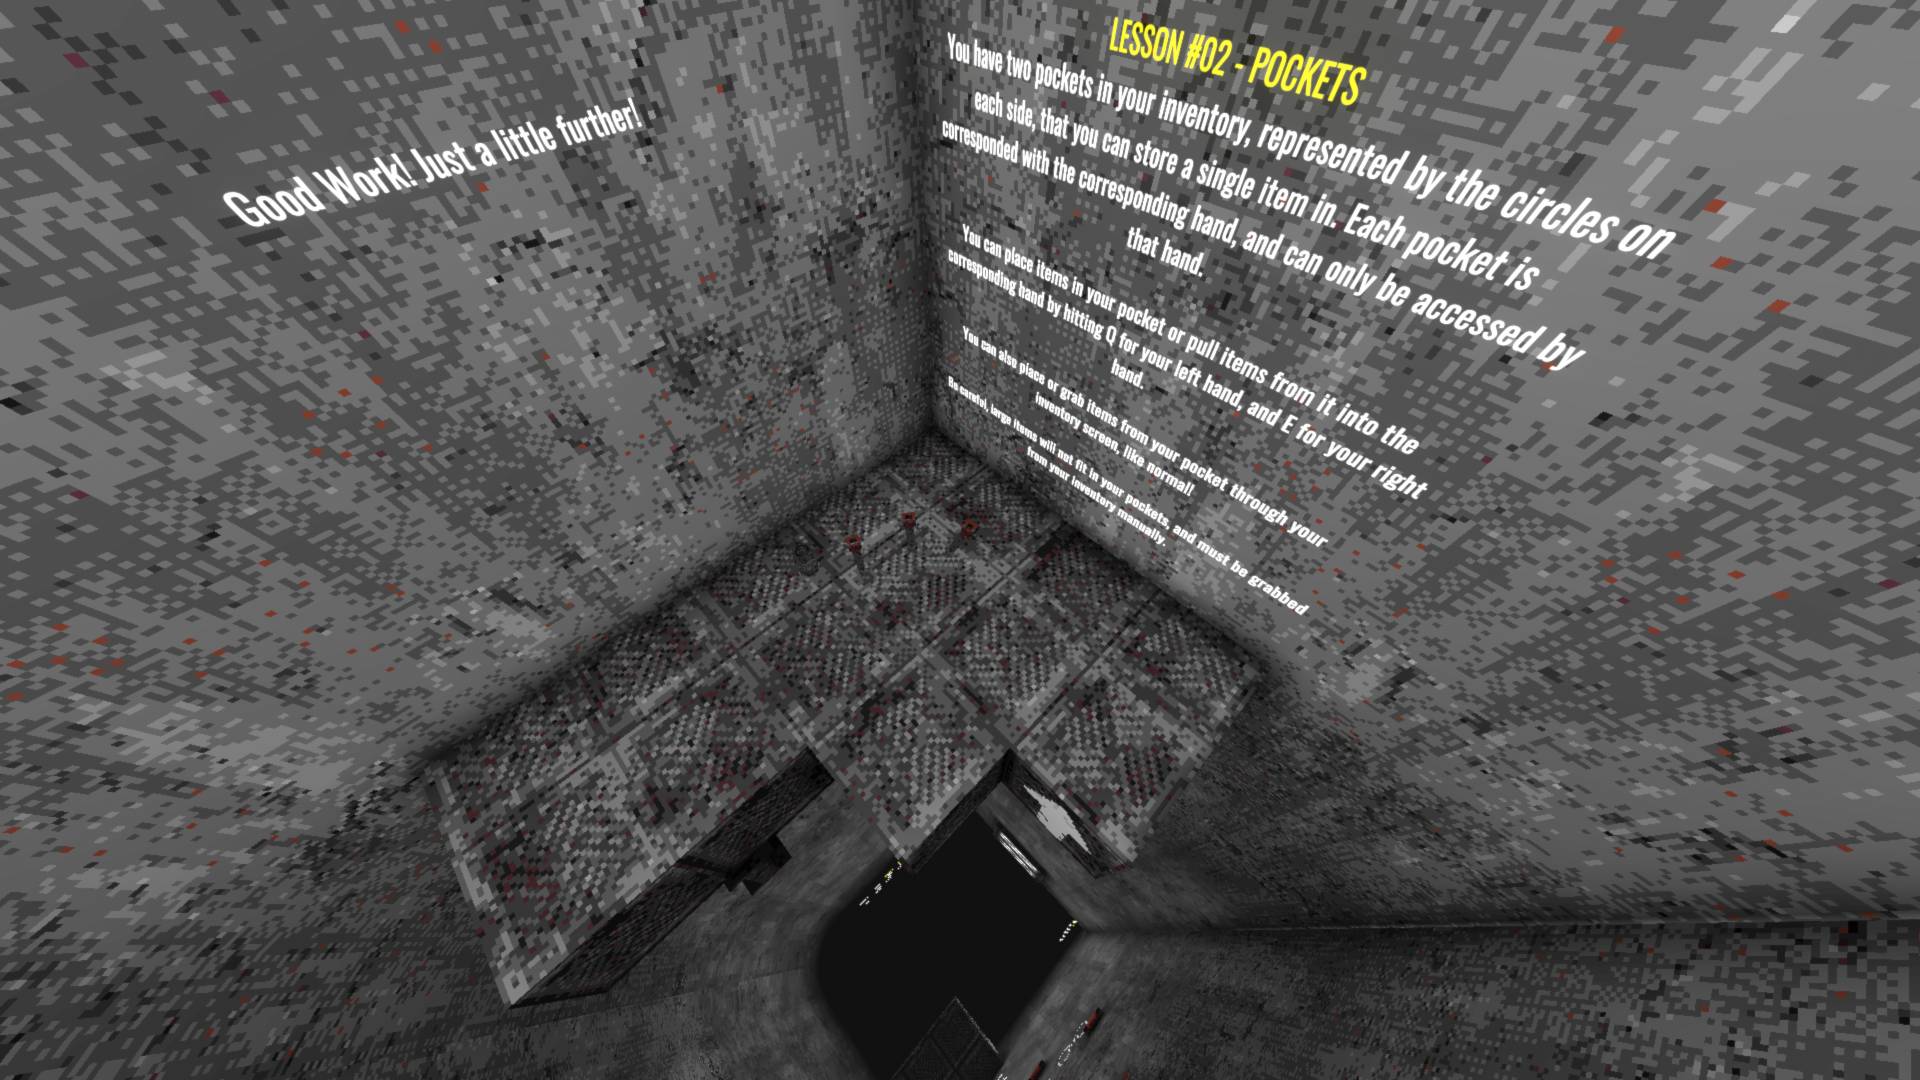 Good Work! Just a little further!
LESSON #02 - POCKETS
You have two pockets in your inventory, represented by the circles on
each side, that you can store a single item in. Each pocket is
corresponded with the corresponding hand, and can only be accessed by
that hand.
You can place items in your pocket or pull items from it into the
corresponding hand by hitting Q for your left hand, and E for your right
hand.
You can also place or grab items from your pocket through your
inventory screen, like normal!
Be careful, large items will not fit in your pockets, and must be grabbed
from your inventory manually.